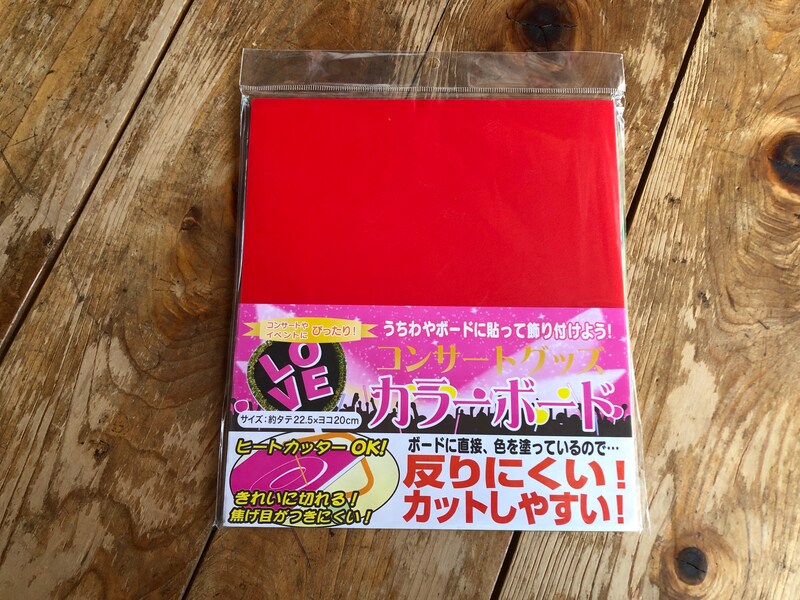 コンサートや
イベントに ぴったり！
うちわやボードに貼って飾り付けよう！
LO
VE
コンサートグッズ
カラーボード
サイズ：約タテ22.5×ヨコ20cm
ヒートカッターOK！
きれいに切れる！
焦げ目がつきにくい！
ボードに直接、色を塗っているので…
反りにくい！
カットしやすい！